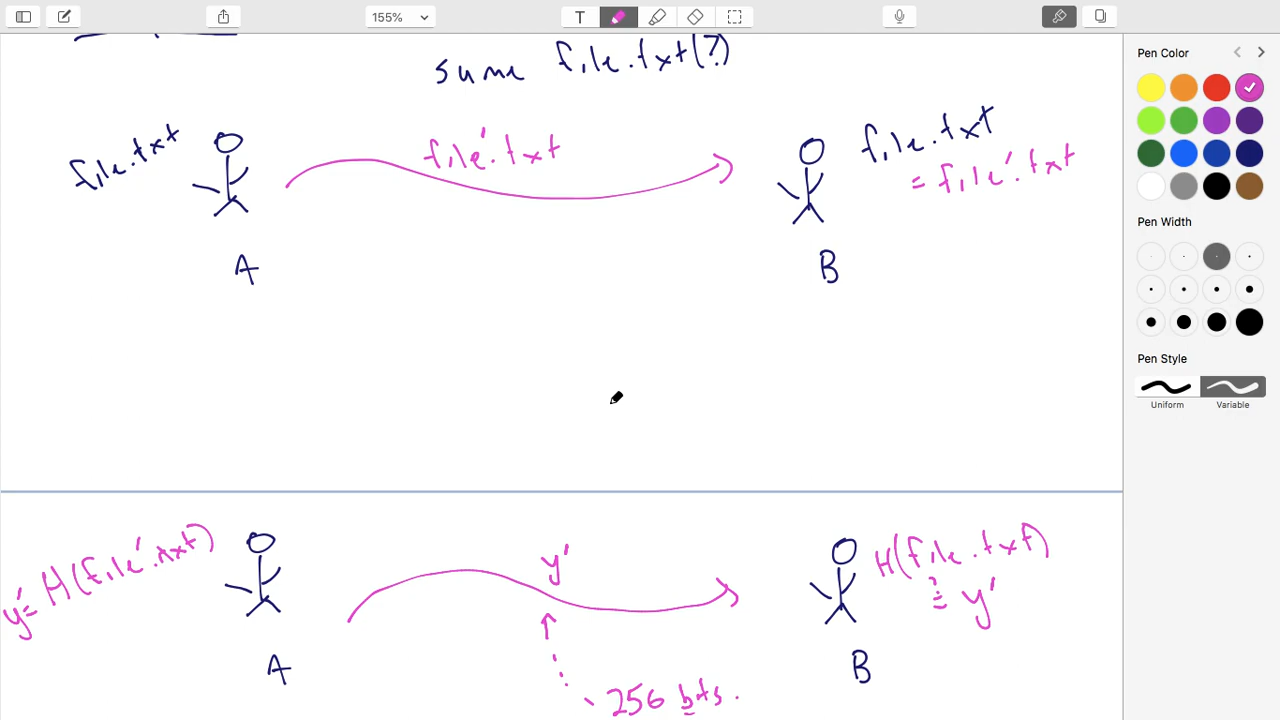 155%
T
Pen Color
same file.txt(?)
file.txt
file'.txt
file.txt
= file'.txt
A
B
Pen Width
Pen Style
Uniform
Variable
y' = H(file'.txt)
y'
H(file.txt)
≟ y'
A
B
256 bits.